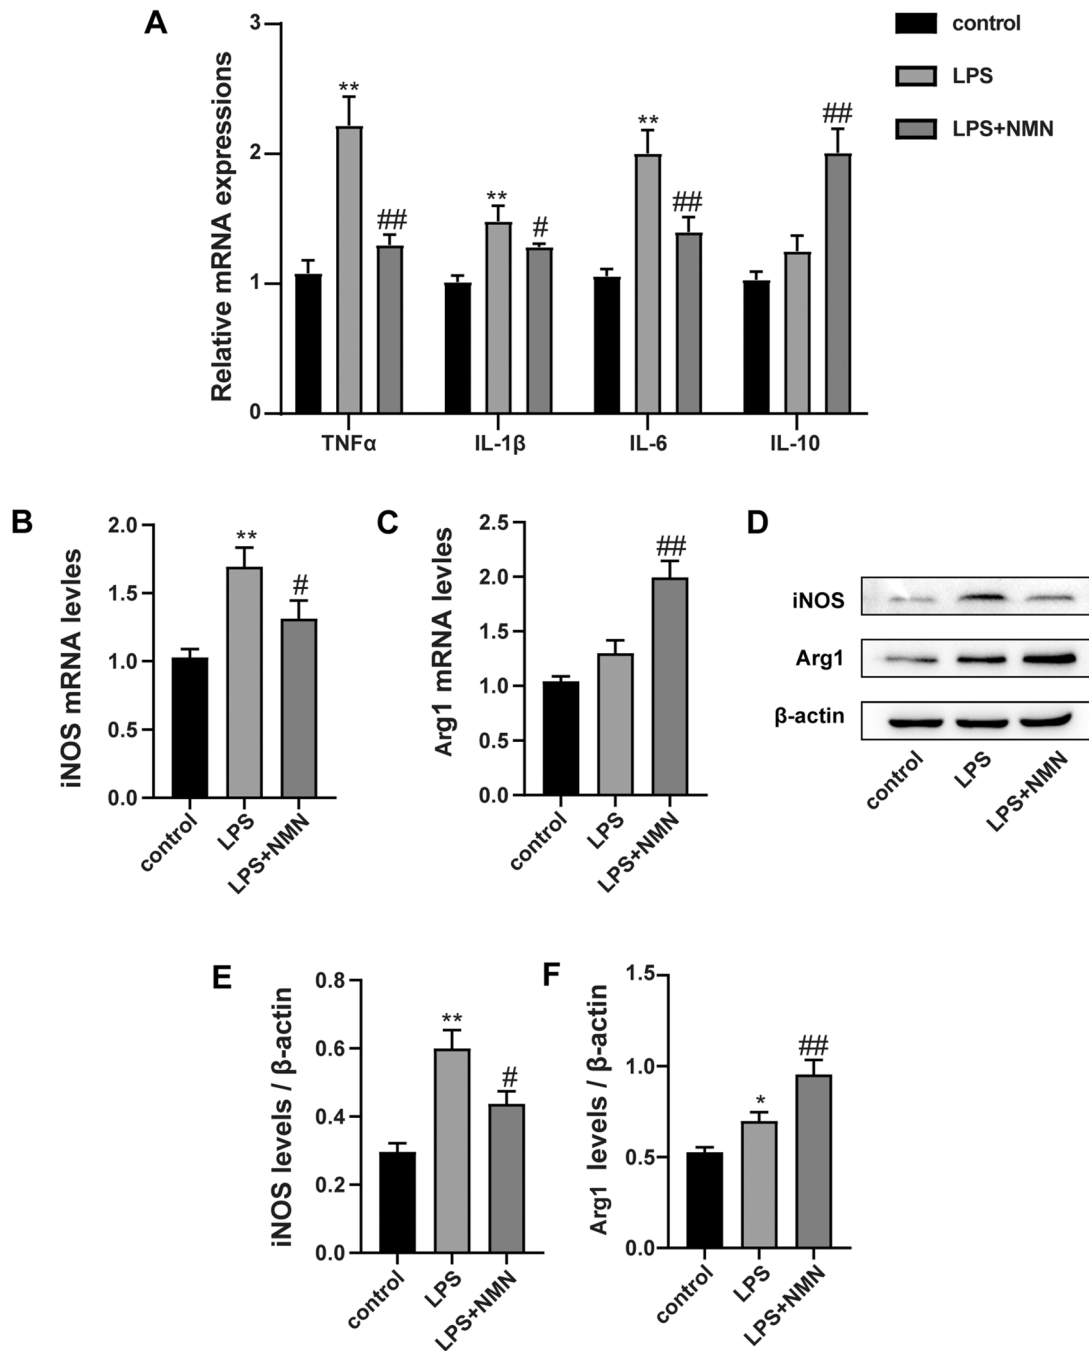 A
Relative mRNA expressions
3
2
1
0
**
##
**
#
**
##
##
TNFα
IL-1β
IL-6
IL-10
control
LPS
LPS+NMN
B
iNOS mRNA levles
2.0
1.5
1.0
0.5
0.0
**
#
control
LPS
LPS+NMN
C
Arg1 mRNA levles
2.5
2.0
1.5
1.0
0.5
0.0
##
control
LPS
LPS+NMN
D
iNOS
Arg1
β-actin
control
LPS
LPS+NMN
E
iNOS levels / β-actin
0.8
0.6
0.4
0.2
0.0
**
#
control
LPS
LPS+NMN
F
Arg1 levels / β-actin
1.5
1.0
0.5
0.0
*
##
control
LPS
LPS+NMN